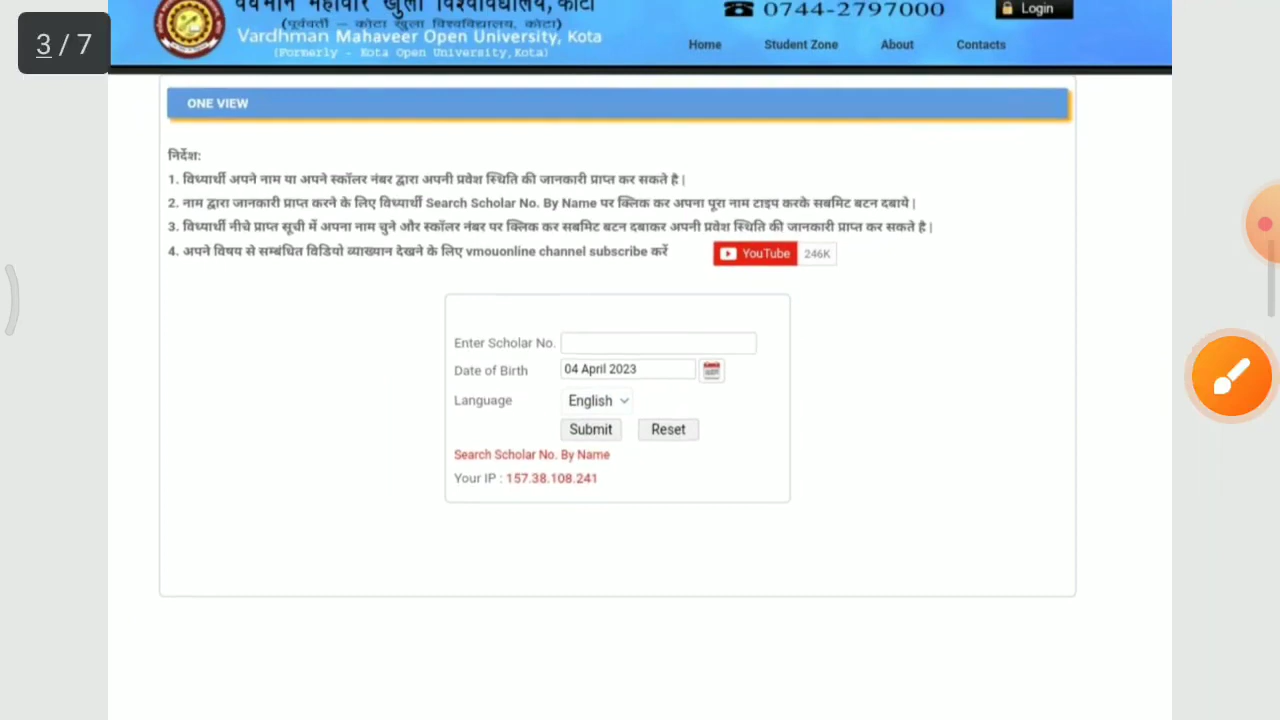 3 / 7
वर्धमान महावीर खुला विश्वविद्यालय, कोटा
(पूर्ववर्ती – कोटा खुला विश्वविद्यालय, कोटा)
Vardhman Mahaveer Open University, Kota
(Formerly - Kota Open University, Kota)
0744-2797000
Login
Home
Student Zone
About
Contacts
ONE VIEW
निर्देश:
1. विध्यार्थी अपने नाम या अपने स्कॉलर नंबर द्वारा अपनी प्रवेश स्थिति की जानकारी प्राप्त कर सकते है |
2. नाम द्वारा जानकारी प्राप्त करने के लिए विध्यार्थी Search Scholar No. By Name पर क्लिक कर अपना पूरा नाम टाइप करके सबमिट बटन दबाये |
3. विध्यार्थी नीचे प्राप्त सूची में अपना नाम चुने और स्कॉलर नंबर पर क्लिक कर सबमिट बटन दबाकर अपनी प्रवेश स्थिति की जानकारी प्राप्त कर सकते है |
4. अपने विषय से सम्बंधित विडियो व्याख्यान देखने के लिए vmouonline channel subscribe करें
YouTube 246K
Enter Scholar No.
Date of Birth 04 April 2023
Language English
Submit Reset
Search Scholar No. By Name
Your IP : 157.38.108.241